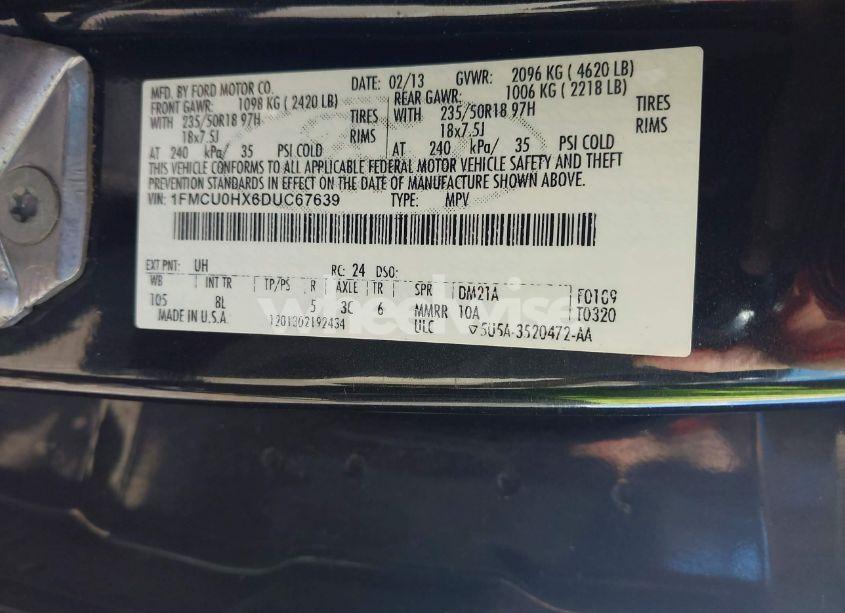 MFD. BY FORD MOTOR CO. DATE: 02/13 GVWR: 2096 KG ( 4620 LB)
FRONT GAWR: 1098 KG ( 2420 LB) REAR GAWR: 1006 KG ( 2218 LB)
WITH 235/50R18 97H TIRES WITH 235/50R18 97H TIRES
18x7.5J RIMS 18x7.5J RIMS
AT 240 kPa/ 35 PSI COLD AT 240 kPa/ 35 PSI COLD
THIS VEHICLE CONFORMS TO ALL APPLICABLE FEDERAL MOTOR VEHICLE SAFETY AND THEFT
PREVENTION STANDARDS IN EFFECT ON THE DATE OF MANUFACTURE SHOWN ABOVE.
VIN: 1FMCU0HX6DUC67639 TYPE: MPV
EXT PNT: UH RC: 24 DSO:
WB INT TR TP/PS R AXLE TR SPR DM21A F0109
105 8L 5 3C 6 MMRR 10A T0320
MADE IN U.S.A. 1201302192434 ULC 5U5A-3520472-AA
wheelwise